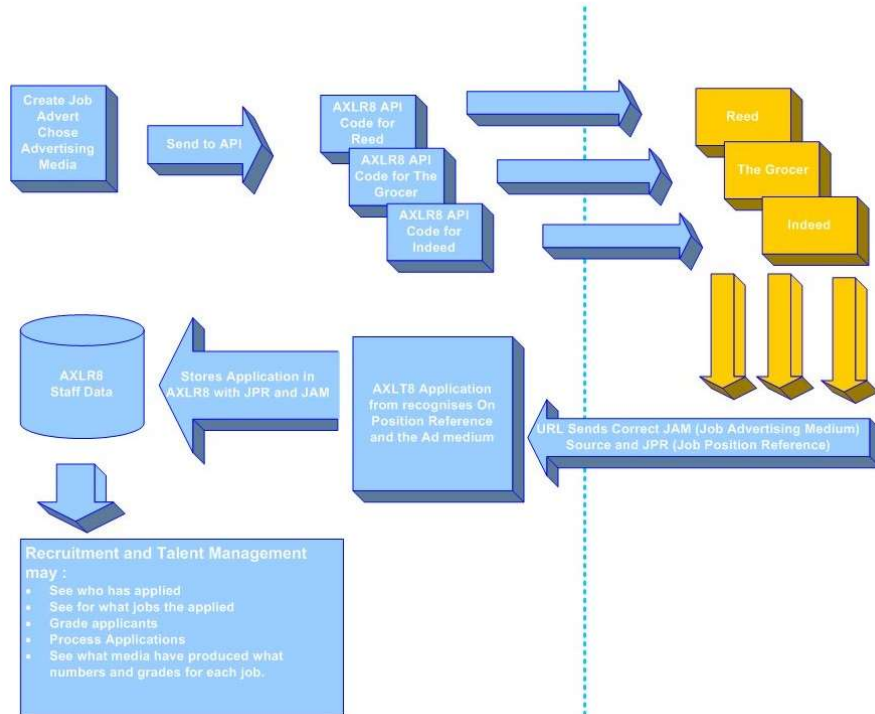 Create Job
Advert
Chose
Advertising
Media
Send to API
AXLR8 API
Code for
Reed
AXLR8 API
Code for The
Grocer
AXLR8 API
Code for
Indeed
Reed
The Grocer
Indeed
AXLR8
Staff Data
Stores Application in
AXLR8 with JPR and JAM
AXLT8 Application
from recognises On
Position Reference
and the Ad medium
URL Sends Correct JAM (Job Advertising Medium)
Source and JPR (Job Position Reference)
Recruitment and Talent Management
may :
• See who has applied
• See for what jobs the applied
• Grade applicants
• Process Applications
• See what media have produced what
numbers and grades for each job.